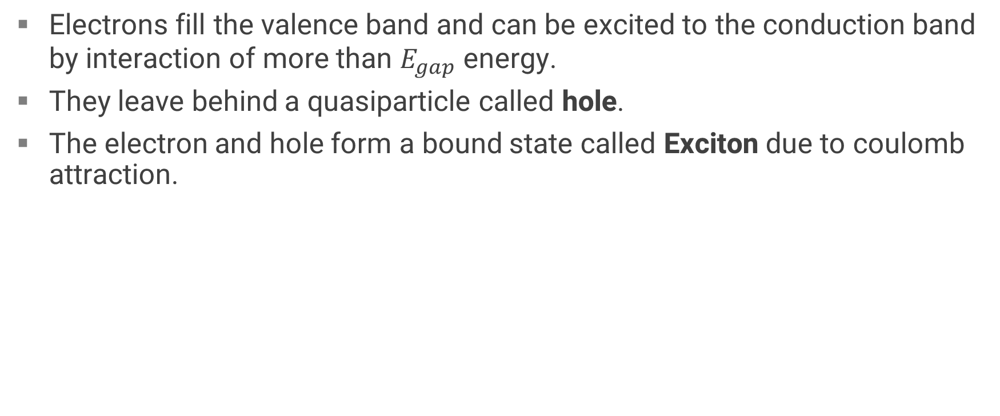 ▪ Electrons fill the valence band and can be excited to the conduction band
by interaction of more than E_gap energy.
▪ They leave behind a quasiparticle called hole.
▪ The electron and hole form a bound state called Exciton due to coulomb
attraction.